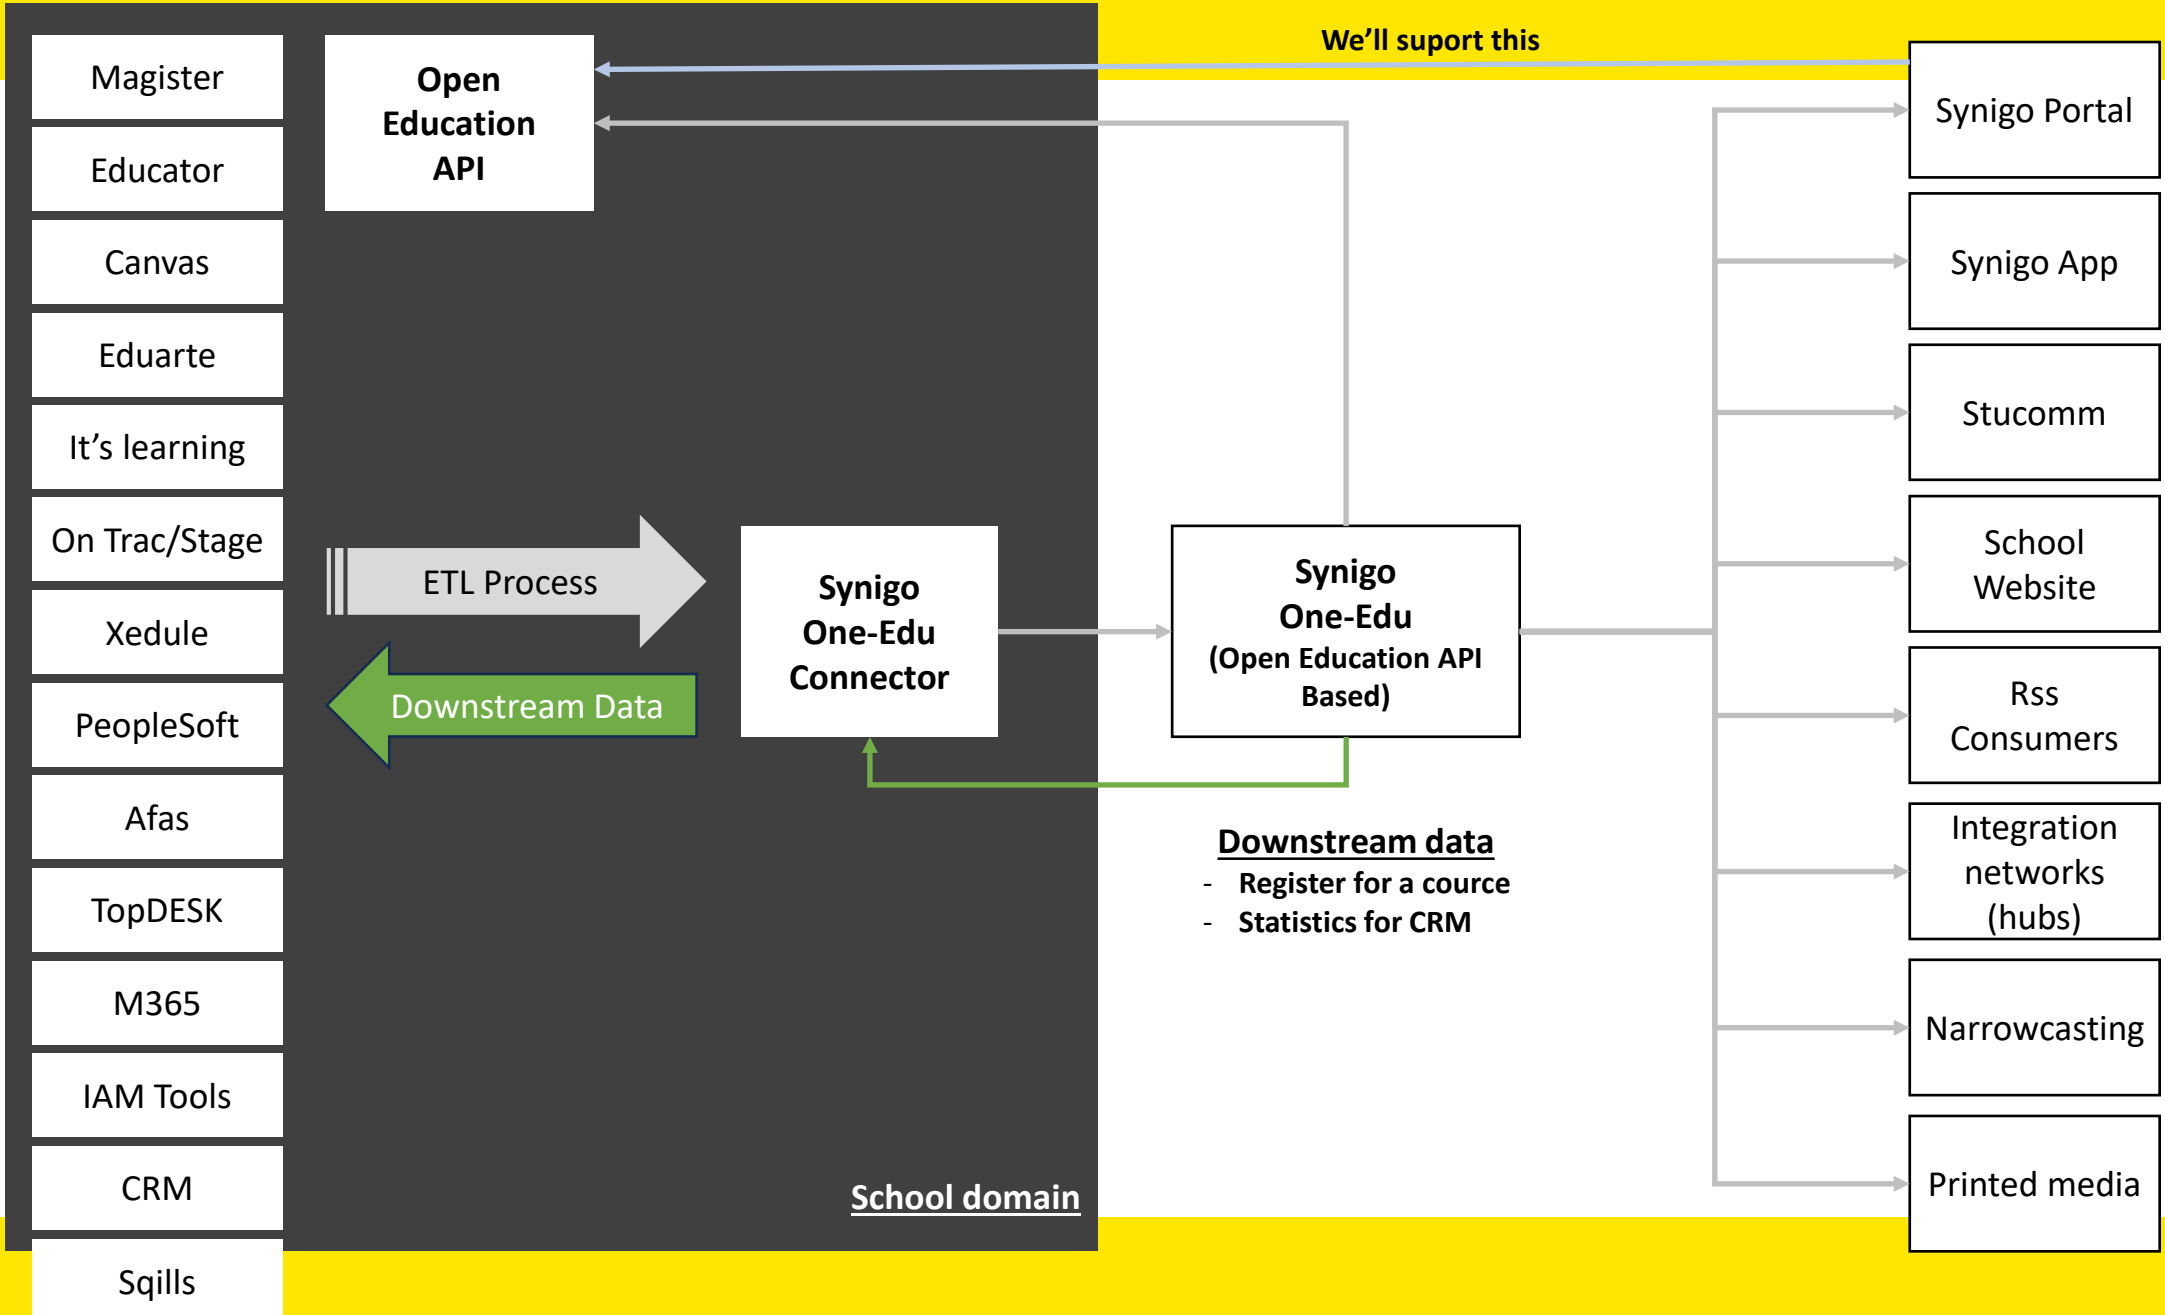 Magister
Educator
Canvas
Eduarte
It’s learning
On Trac/Stage
Xedule
PeopleSoft
Afas
TopDESK
M365
IAM Tools
CRM
Sqills
Open
Education
API
ETL Process
Downstream Data
Synigo
One-Edu
Connector
School domain
We’ll suport this
Synigo
One-Edu
(Open Education API
Based)
Downstream data
- Register for a cource
- Statistics for CRM
Synigo Portal
Synigo App
Stucomm
School
Website
Rss
Consumers
Integration
networks
(hubs)
Narrowcasting
Printed media